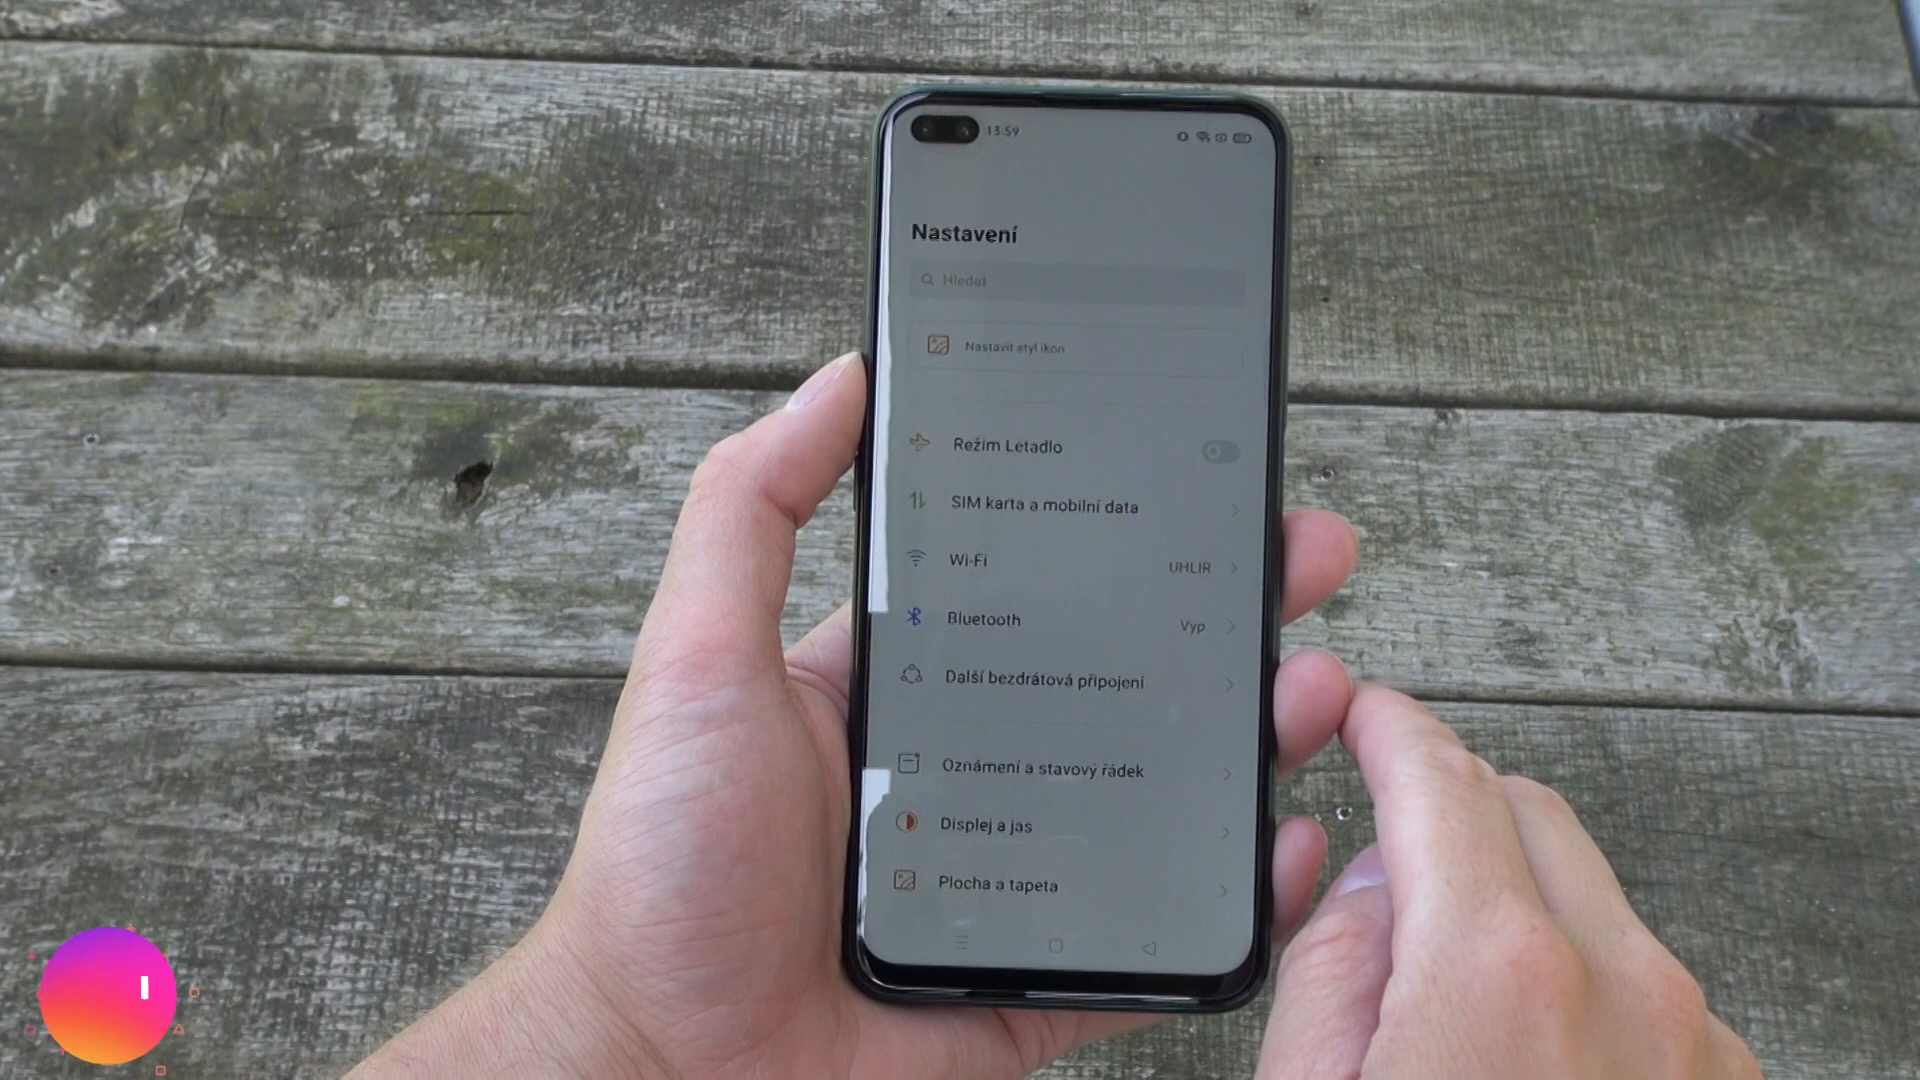 13:59
Nastavení
Hledat
Nastavit styl ikon
Režim Letadlo
SIM karta a mobilní data
Wi-Fi UHLIR
Bluetooth Vyp.
Další bezdrátová připojení
Oznámení a stavový řádek
Displej a jas
Plocha a tapeta